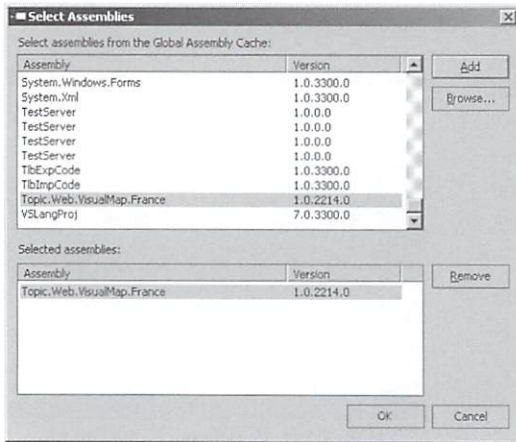 Select Assemblies
Select assemblies from the Global Assembly Cache:
Assembly Version
System.Windows.Forms 1.0.3300.0
System.Xml 1.0.3300.0
TestServer 1.0.0.0
TestServer 1.0.0.0
TestServer 1.0.0.0
TestServer 1.0.0.0
TlbExpCode 1.0.3300.0
TlbImpCode 1.0.3300.0
Topic.Web.VisualMap.France 1.0.2214.0
VSLangProj 7.0.3300.0
Add
Browse...
Selected assemblies:
Assembly Version
Topic.Web.VisualMap.France 1.0.2214.0
Remove
OK Cancel